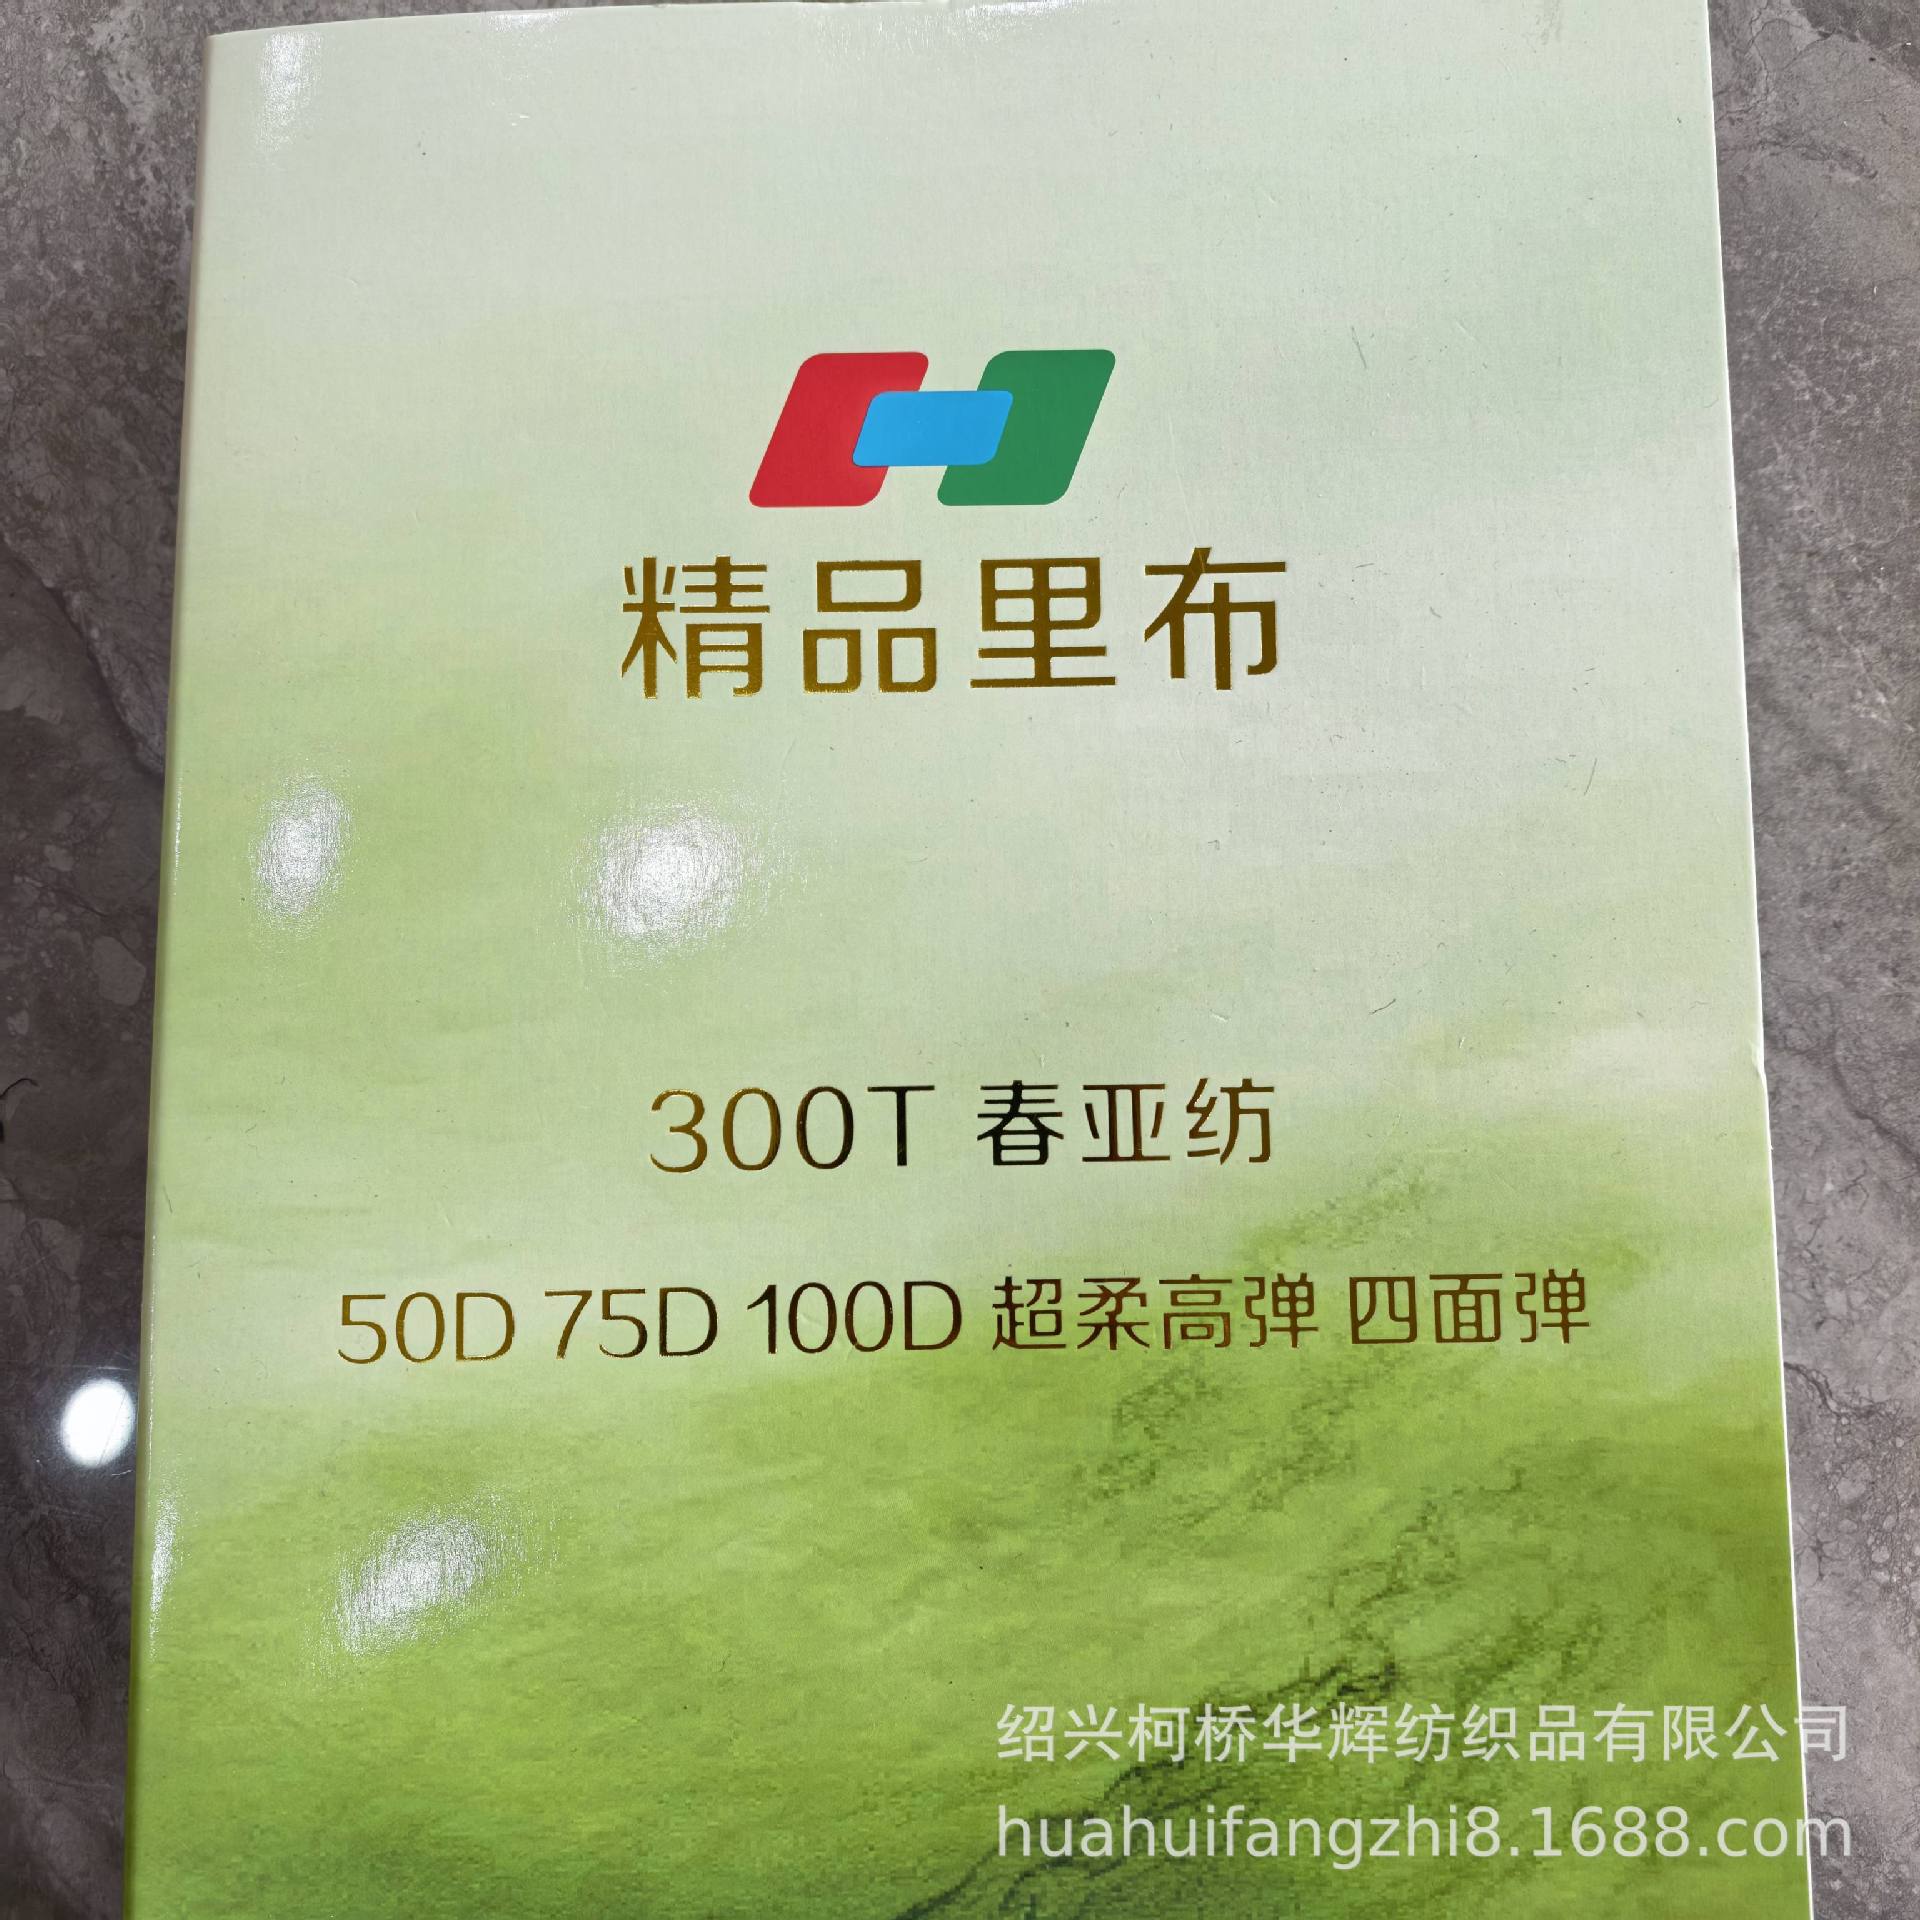 精品里布
300T 春亚纺
50D 75D 100D 超柔高弹 四面弹
绍兴柯桥华辉纺织品有限公司
huahuifangzhi8.1688.com